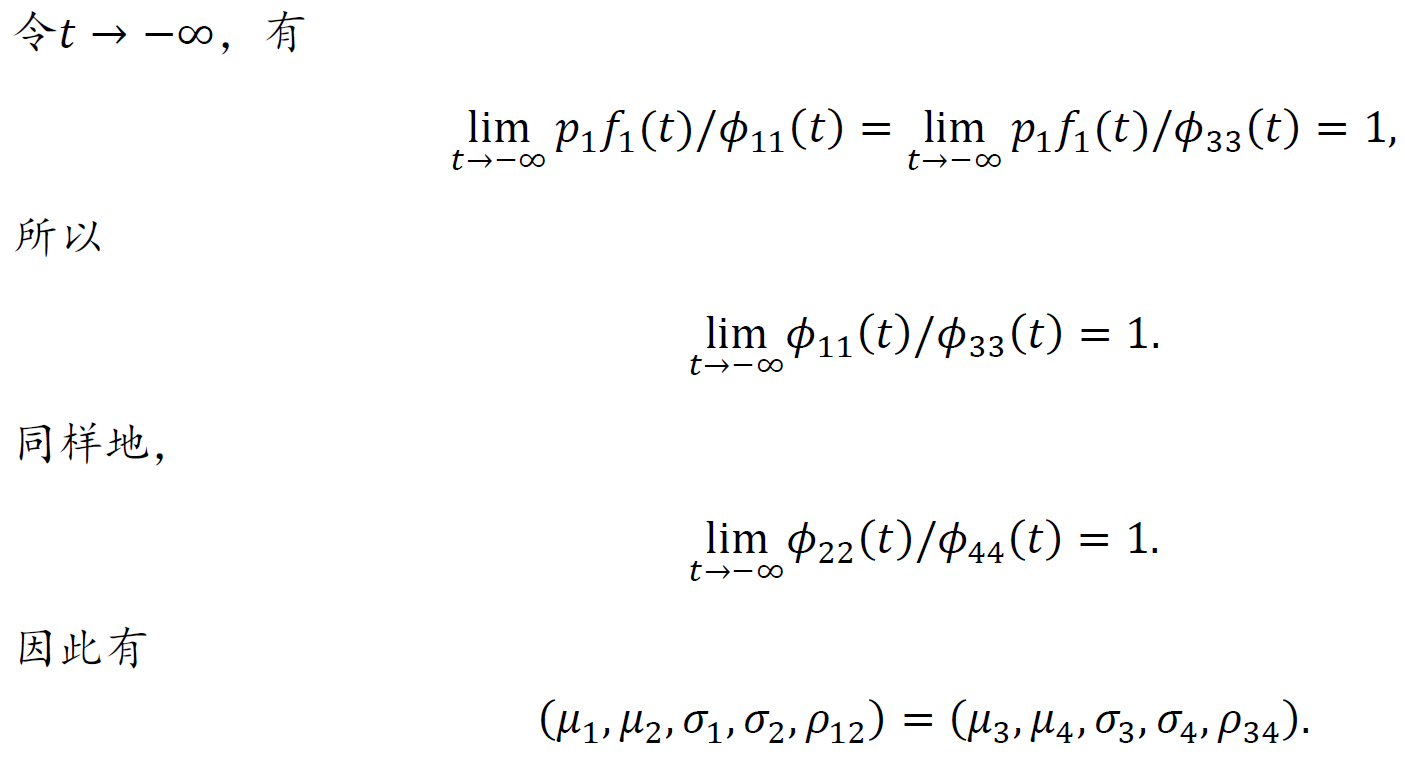 令t → −∞，有
lim_{t→−∞} p₁f₁(t)/ϕ₁₁(t) = lim_{t→−∞} p₁f₁(t)/ϕ₃₃(t) = 1,
所以
lim_{t→−∞} ϕ₁₁(t)/ϕ₃₃(t) = 1.
同样地，
lim_{t→−∞} ϕ₂₂(t)/ϕ₄₄(t) = 1.
因此有
(μ₁, μ₂, σ₁, σ₂, ρ₁₂) = (μ₃, μ₄, σ₃, σ₄, ρ₃₄).